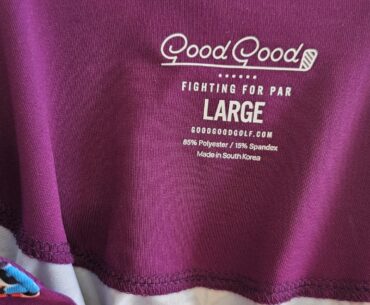 Good Good
FIGHTING FOR PAR
LARGE
GOODGOODGOLF.COM
85% Polyester / 15% Spandex
Made in South Korea